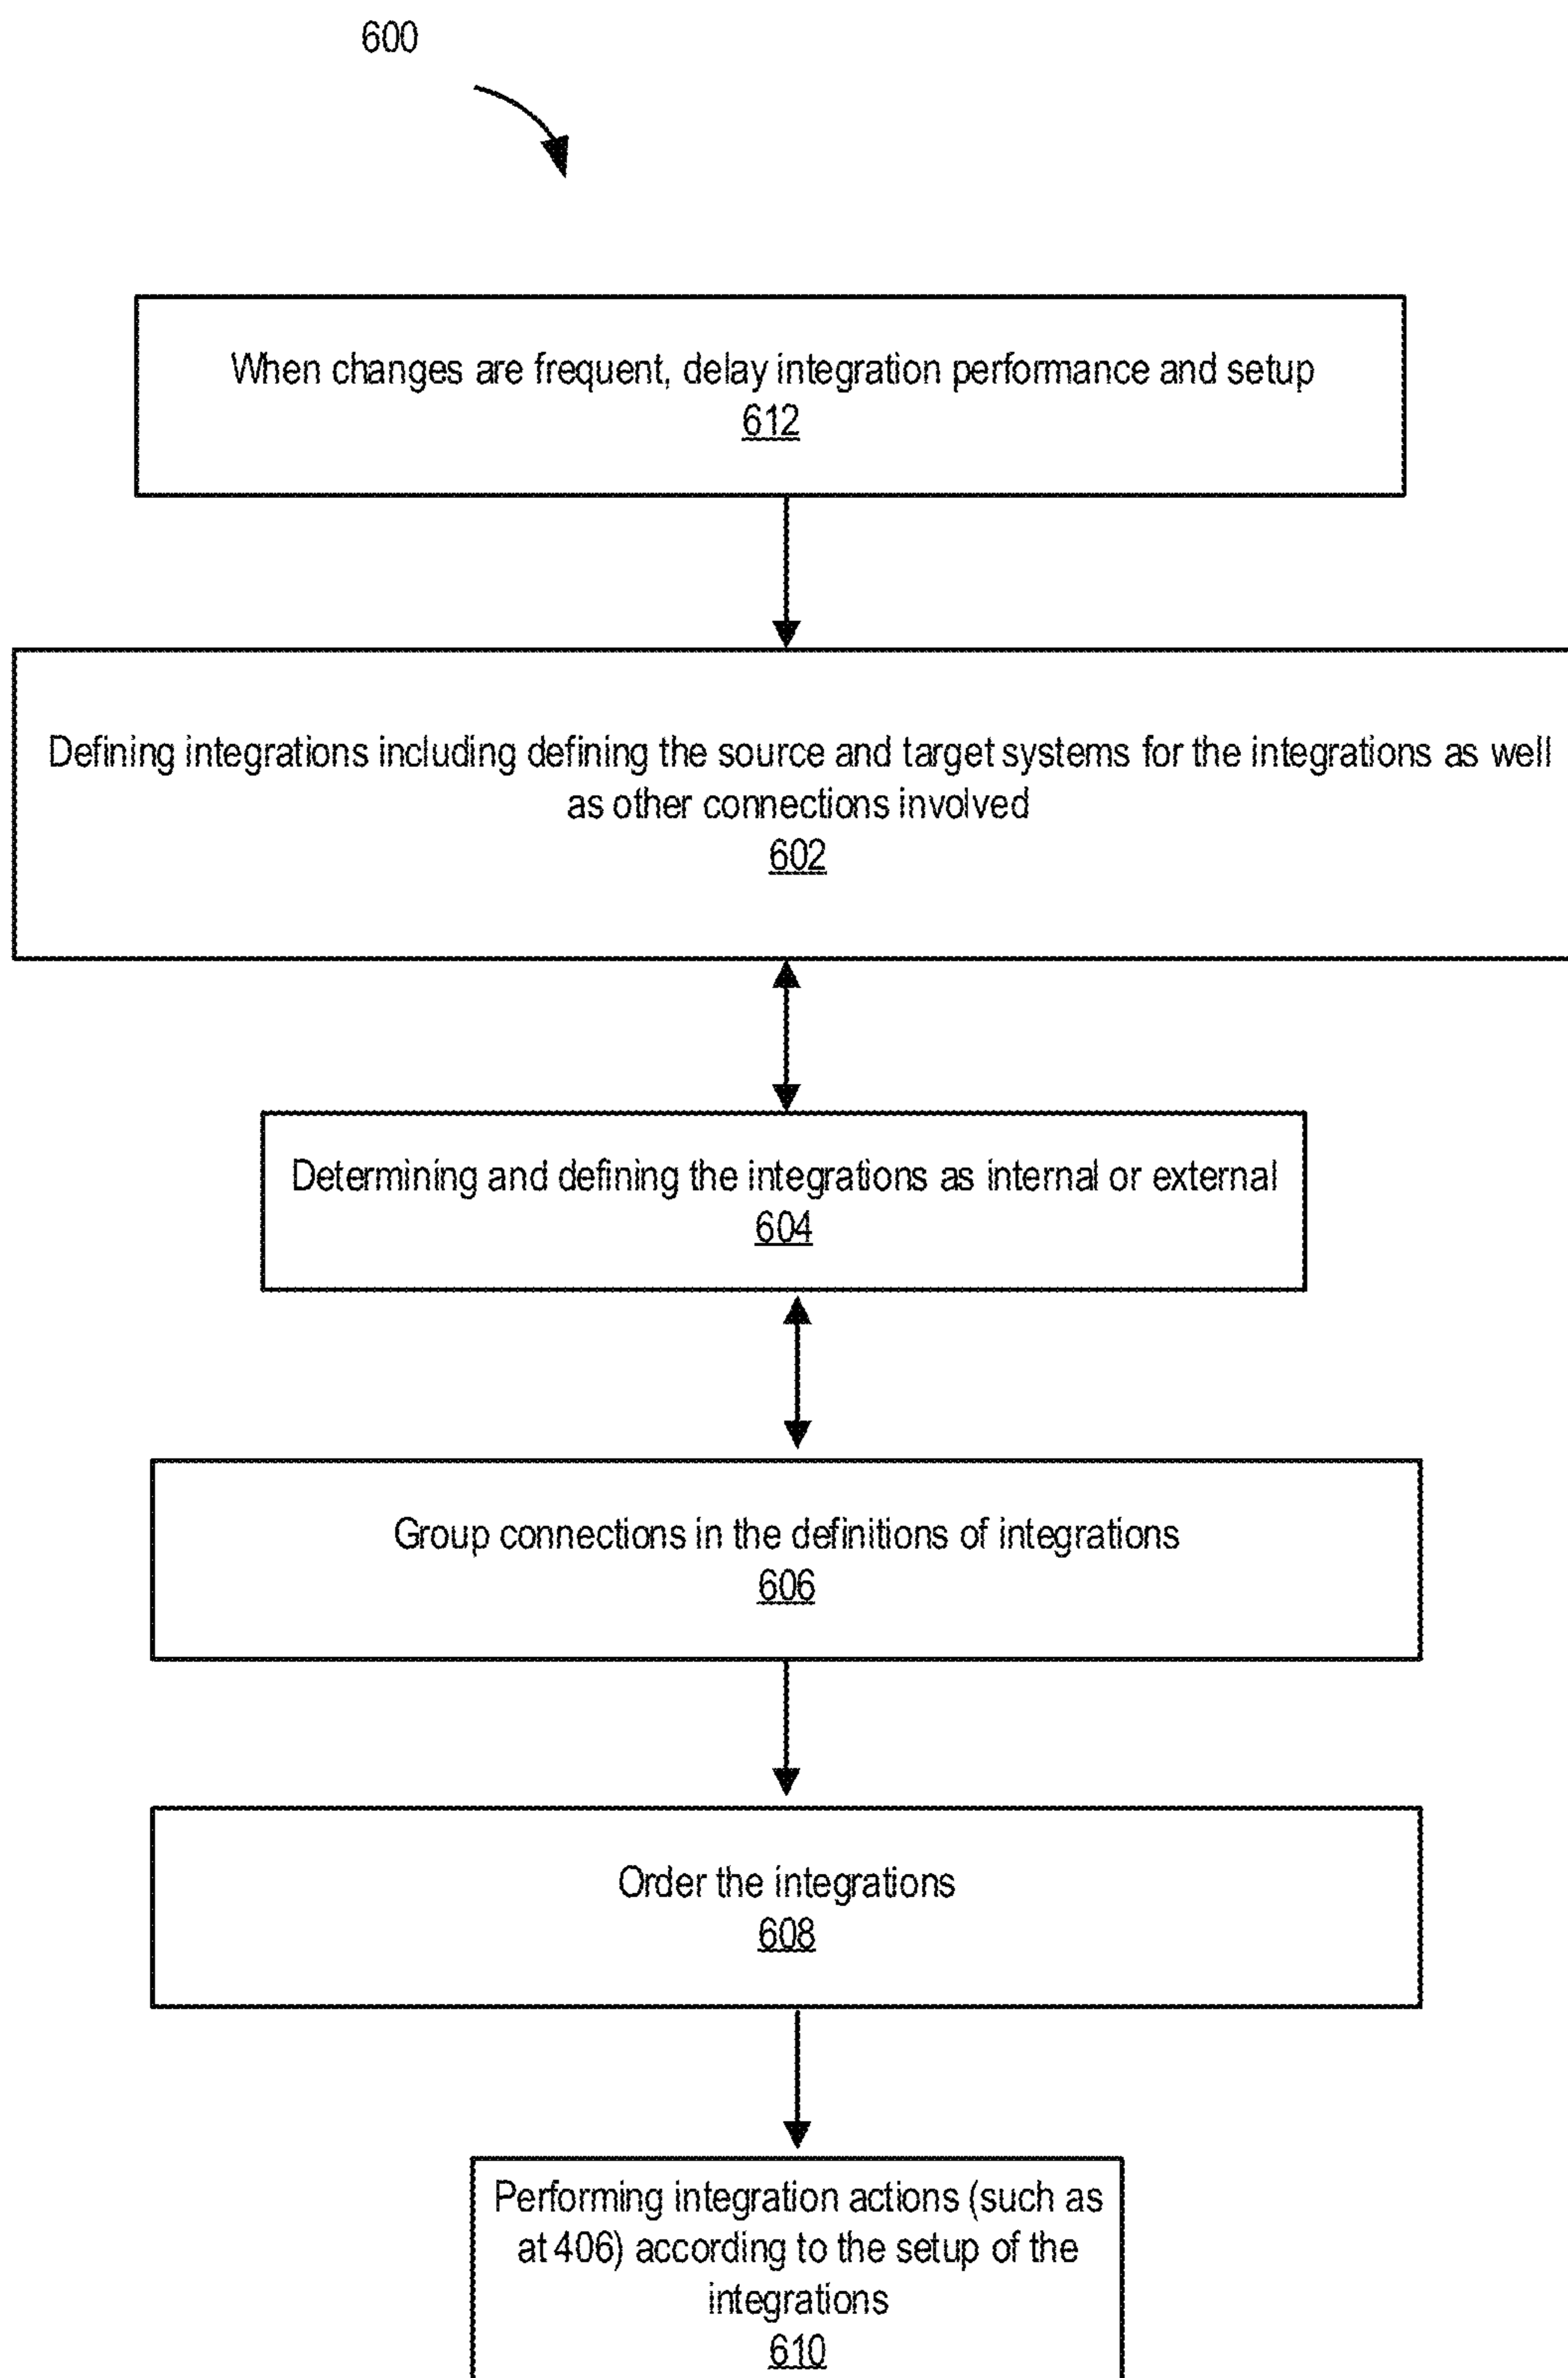 600
When changes are frequent, delay integration performance and setup
612
Defining integrations including defining the source and target systems for the integrations as well
as other connections involved
602
Determining and defining the integrations as internal or external
604
Group connections in the definitions of integrations
606
Order the integrations
608
Performing integration actions (such as
at 406) according to the setup of the
integrations
610